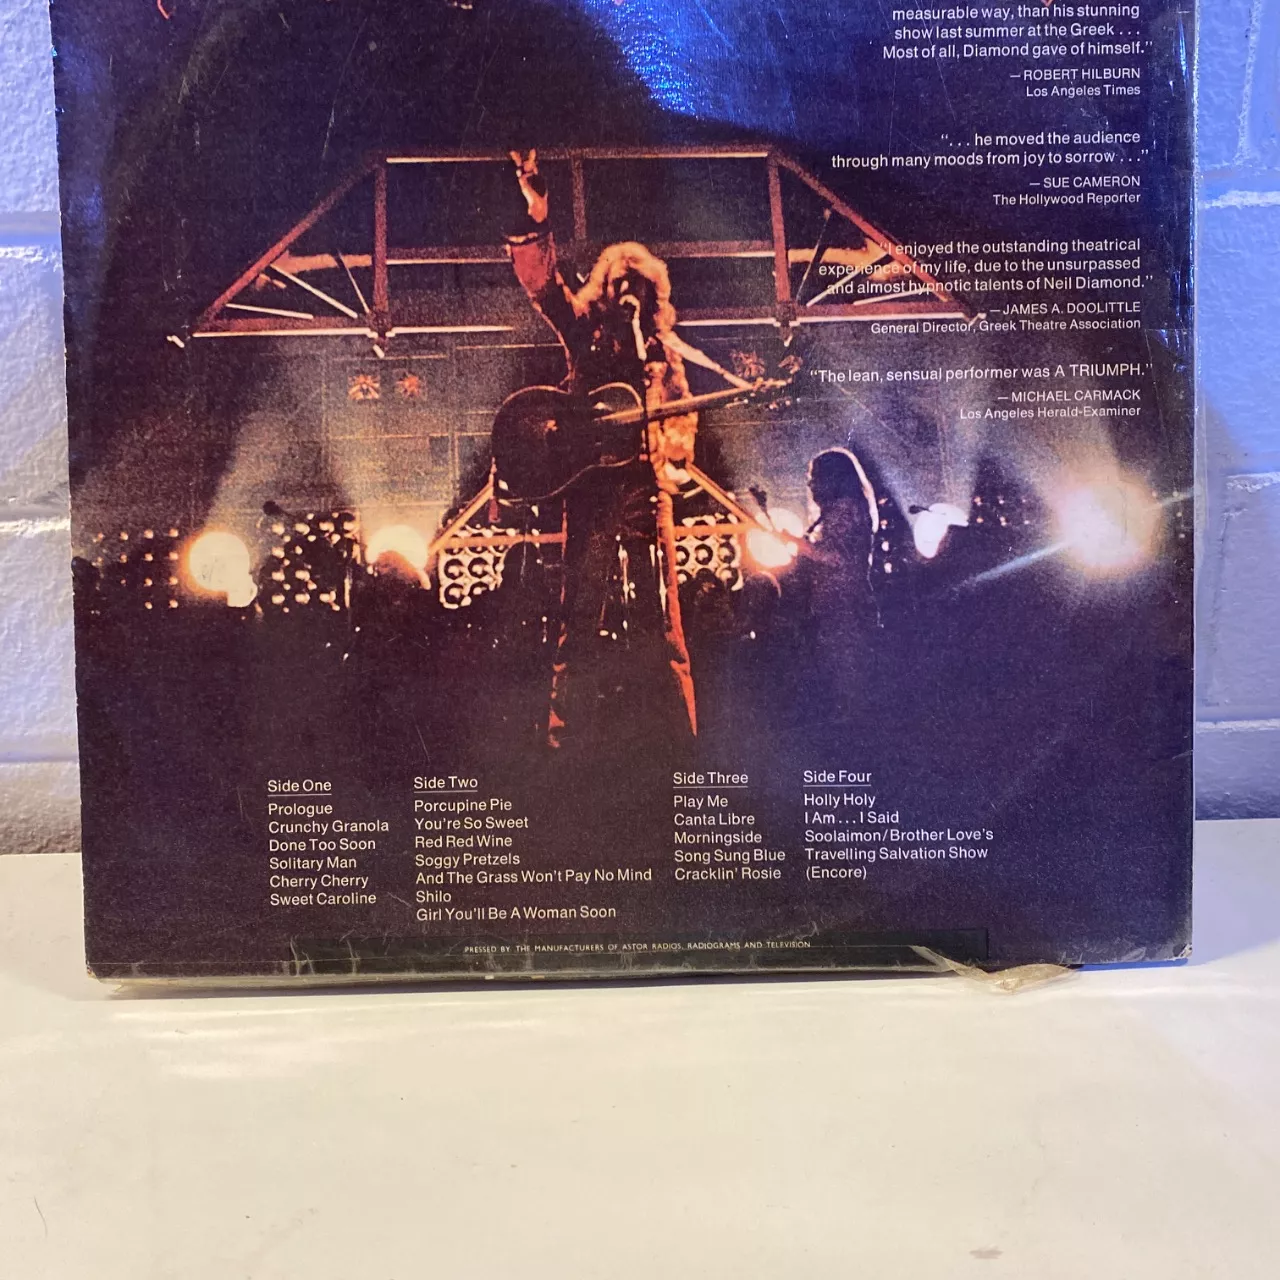 measurable way, than his stunning
show last summer at the Greek . . .
Most of all, Diamond gave of himself."
— ROBERT HILBURN
Los Angeles Times
". . . he moved the audience
through many moods from joy to sorrow . . ."
— SUE CAMERON
The Hollywood Reporter
"I enjoyed the outstanding theatrical
experience of my life, due to the unsurpassed
and almost hypnotic talents of Neil Diamond."
— JAMES A. DOOLITTLE
General Director, Greek Theatre Association
"The lean, sensual performer was A TRIUMPH."
— MICHAEL CARMACK
Los Angeles Herald-Examiner
Side One
Prologue
Crunchy Granola
Done Too Soon
Solitary Man
Cherry Cherry
Sweet Caroline
Side Two
Porcupine Pie
You're So Sweet
Red Red Wine
Soggy Pretzels
And The Grass Won't Pay No Mind
Shilo
Girl You'll Be A Woman Soon
Side Three
Play Me
Canta Libre
Morningside
Song Sung Blue
Cracklin' Rosie
Side Four
Holly Holy
I Am . . . I Said
Soolaimon/Brother Love's
Travelling Salvation Show
(Encore)
PRESSED BY THE MANUFACTURERS OF ASTOR RADIOS, RADIOGRAMS AND TELEVISION